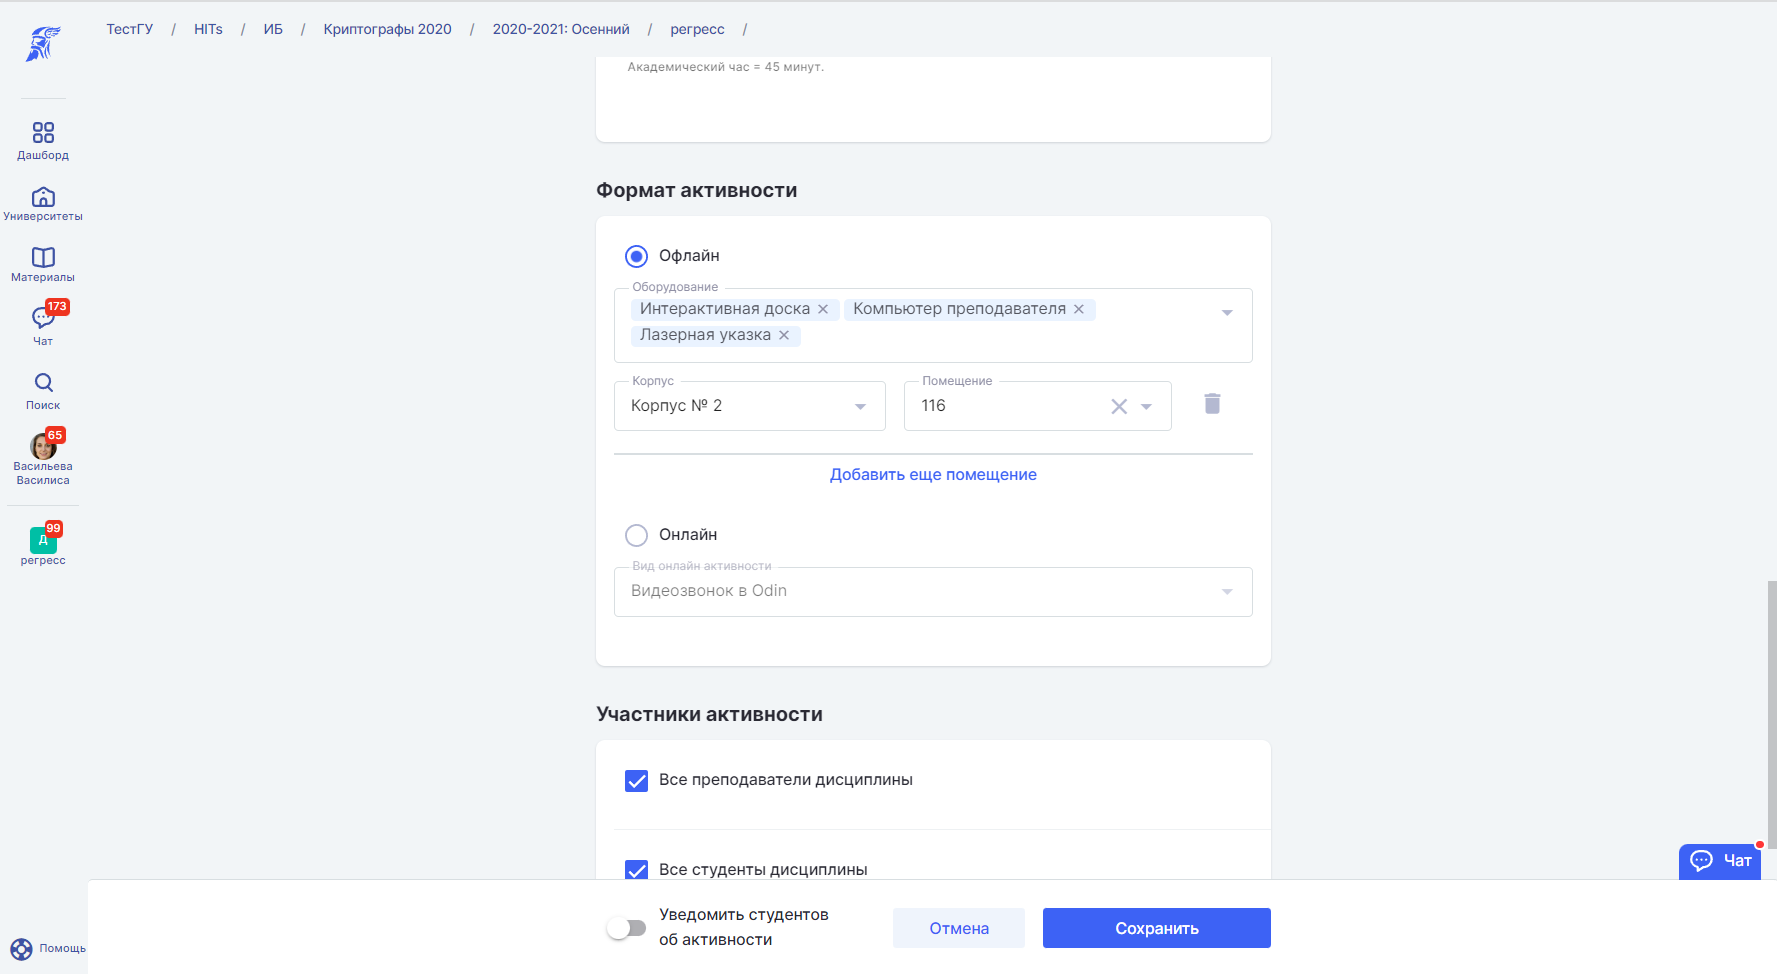 ТестГУ / HITs / ИБ / Криптографы 2020 / 2020-2021: Осенний / регресс /
Дашборд
Университеты
Материалы
173
Чат
Поиск
65
Васильева
Василиса
99
Д
регресс
Помощь
Академический час = 45 минут.
Формат активности
Офлайн
Оборудование
Интерактивная доска × Компьютер преподавателя ×
Лазерная указка ×
Корпус
Корпус № 2
Помещение
116
Добавить еще помещение
Онлайн
Вид онлайн активности
Видеозвонок в Odin
Участники активности
Все преподаватели дисциплины
Все студенты дисциплины
Чат
Уведомить студентов
об активности
Отмена
Сохранить